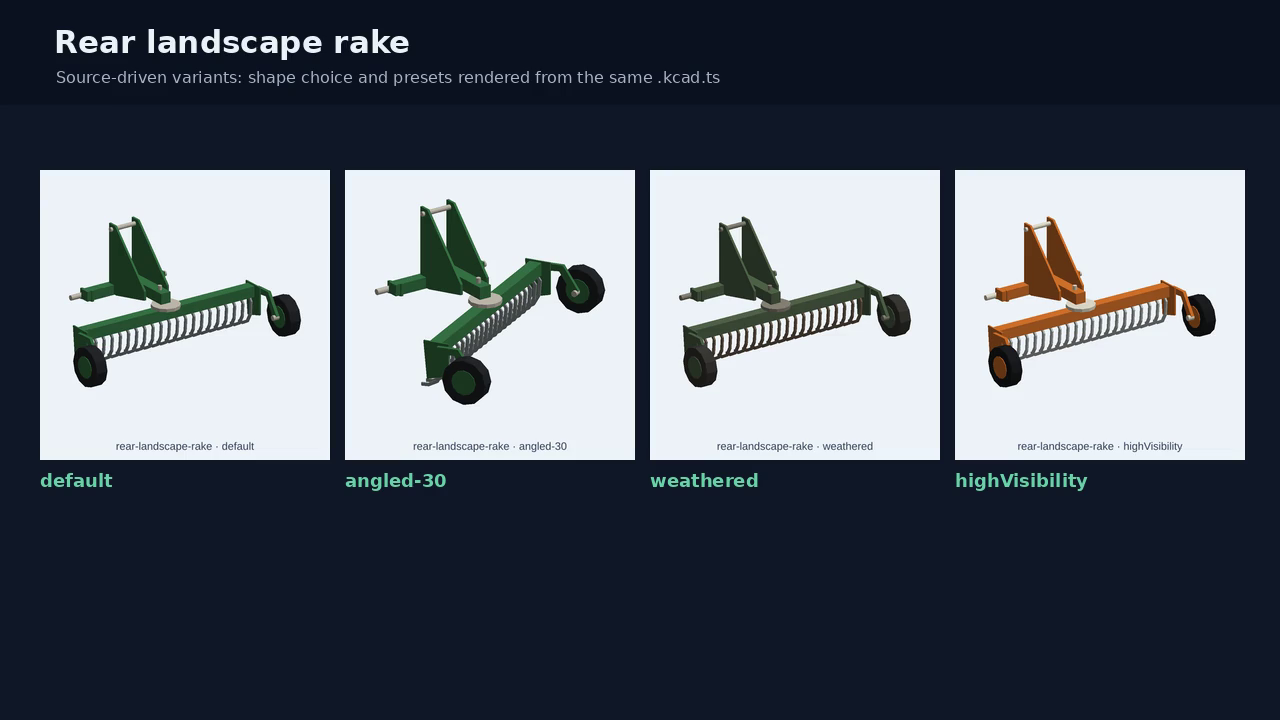 Rear landscape rake
Source-driven variants: shape choice and presets rendered from the same .kcad.ts
rear-landscape-rake · default
rear-landscape-rake · angled-30
rear-landscape-rake · weathered
rear-landscape-rake · highVisibility
default
angled-30
weathered
highVisibility